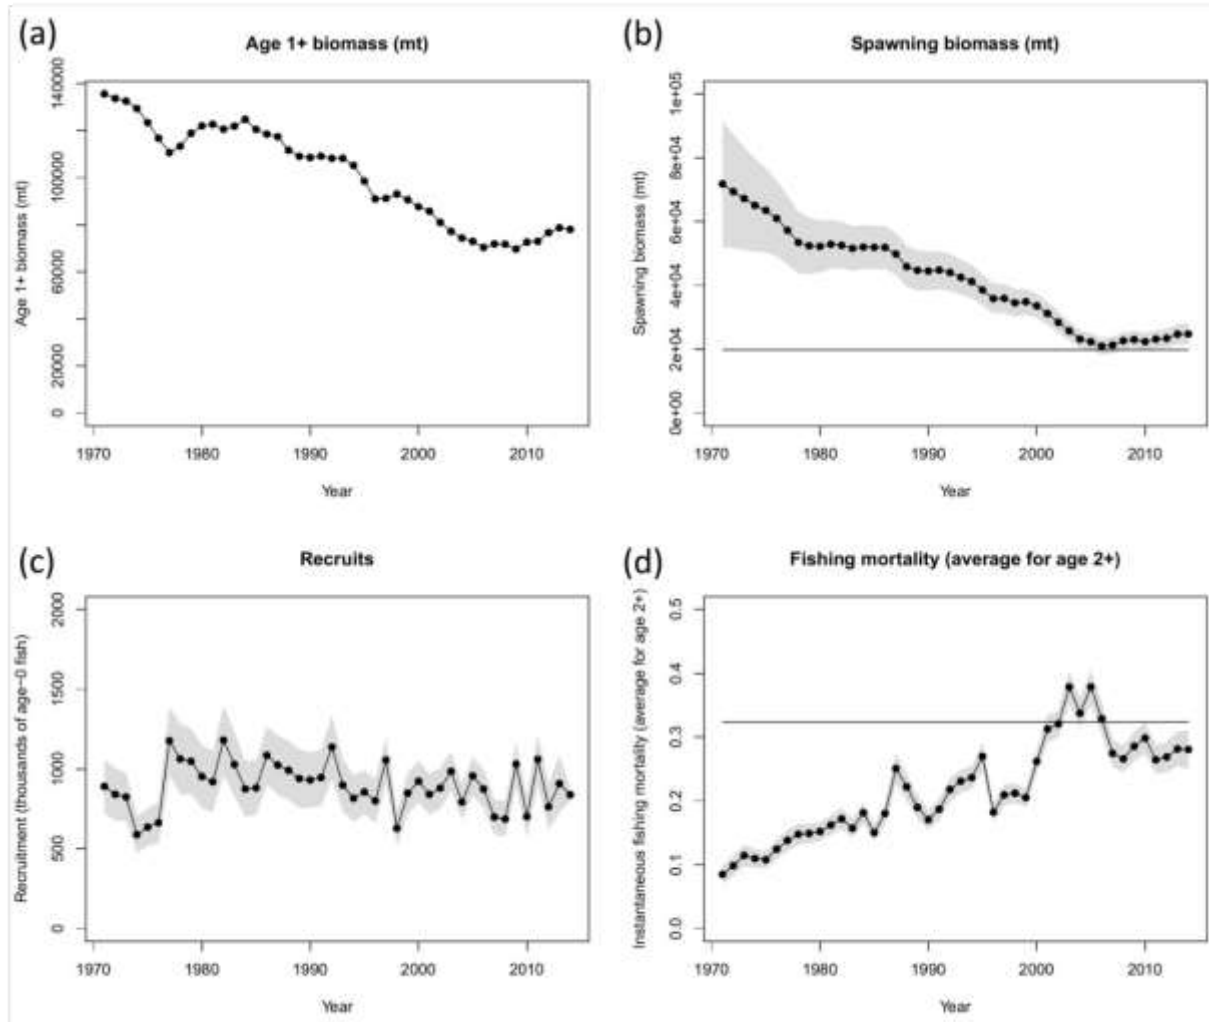 (a)
Age 1+ biomass (mt)
Age 1+ biomass (mt)
140000
100000
60000
20000
0
1970 1980 1990 2000 2010
Year
(b)
Spawning biomass (mt)
Spawning biomass (mt)
1e+05
8e+04
6e+04
4e+04
2e+04
0e+00
1970 1980 1990 2000 2010
Year
(c)
Recruits
Recruitment (thousands of age−0 fish)
2000
1500
1000
500
0
1970 1980 1990 2000 2010
Year
(d)
Fishing mortality (average for age 2+)
Instantaneous fishing mortality (average for age 2+)
0.5
0.4
0.3
0.2
0.1
0.0
1970 1980 1990 2000 2010
Year